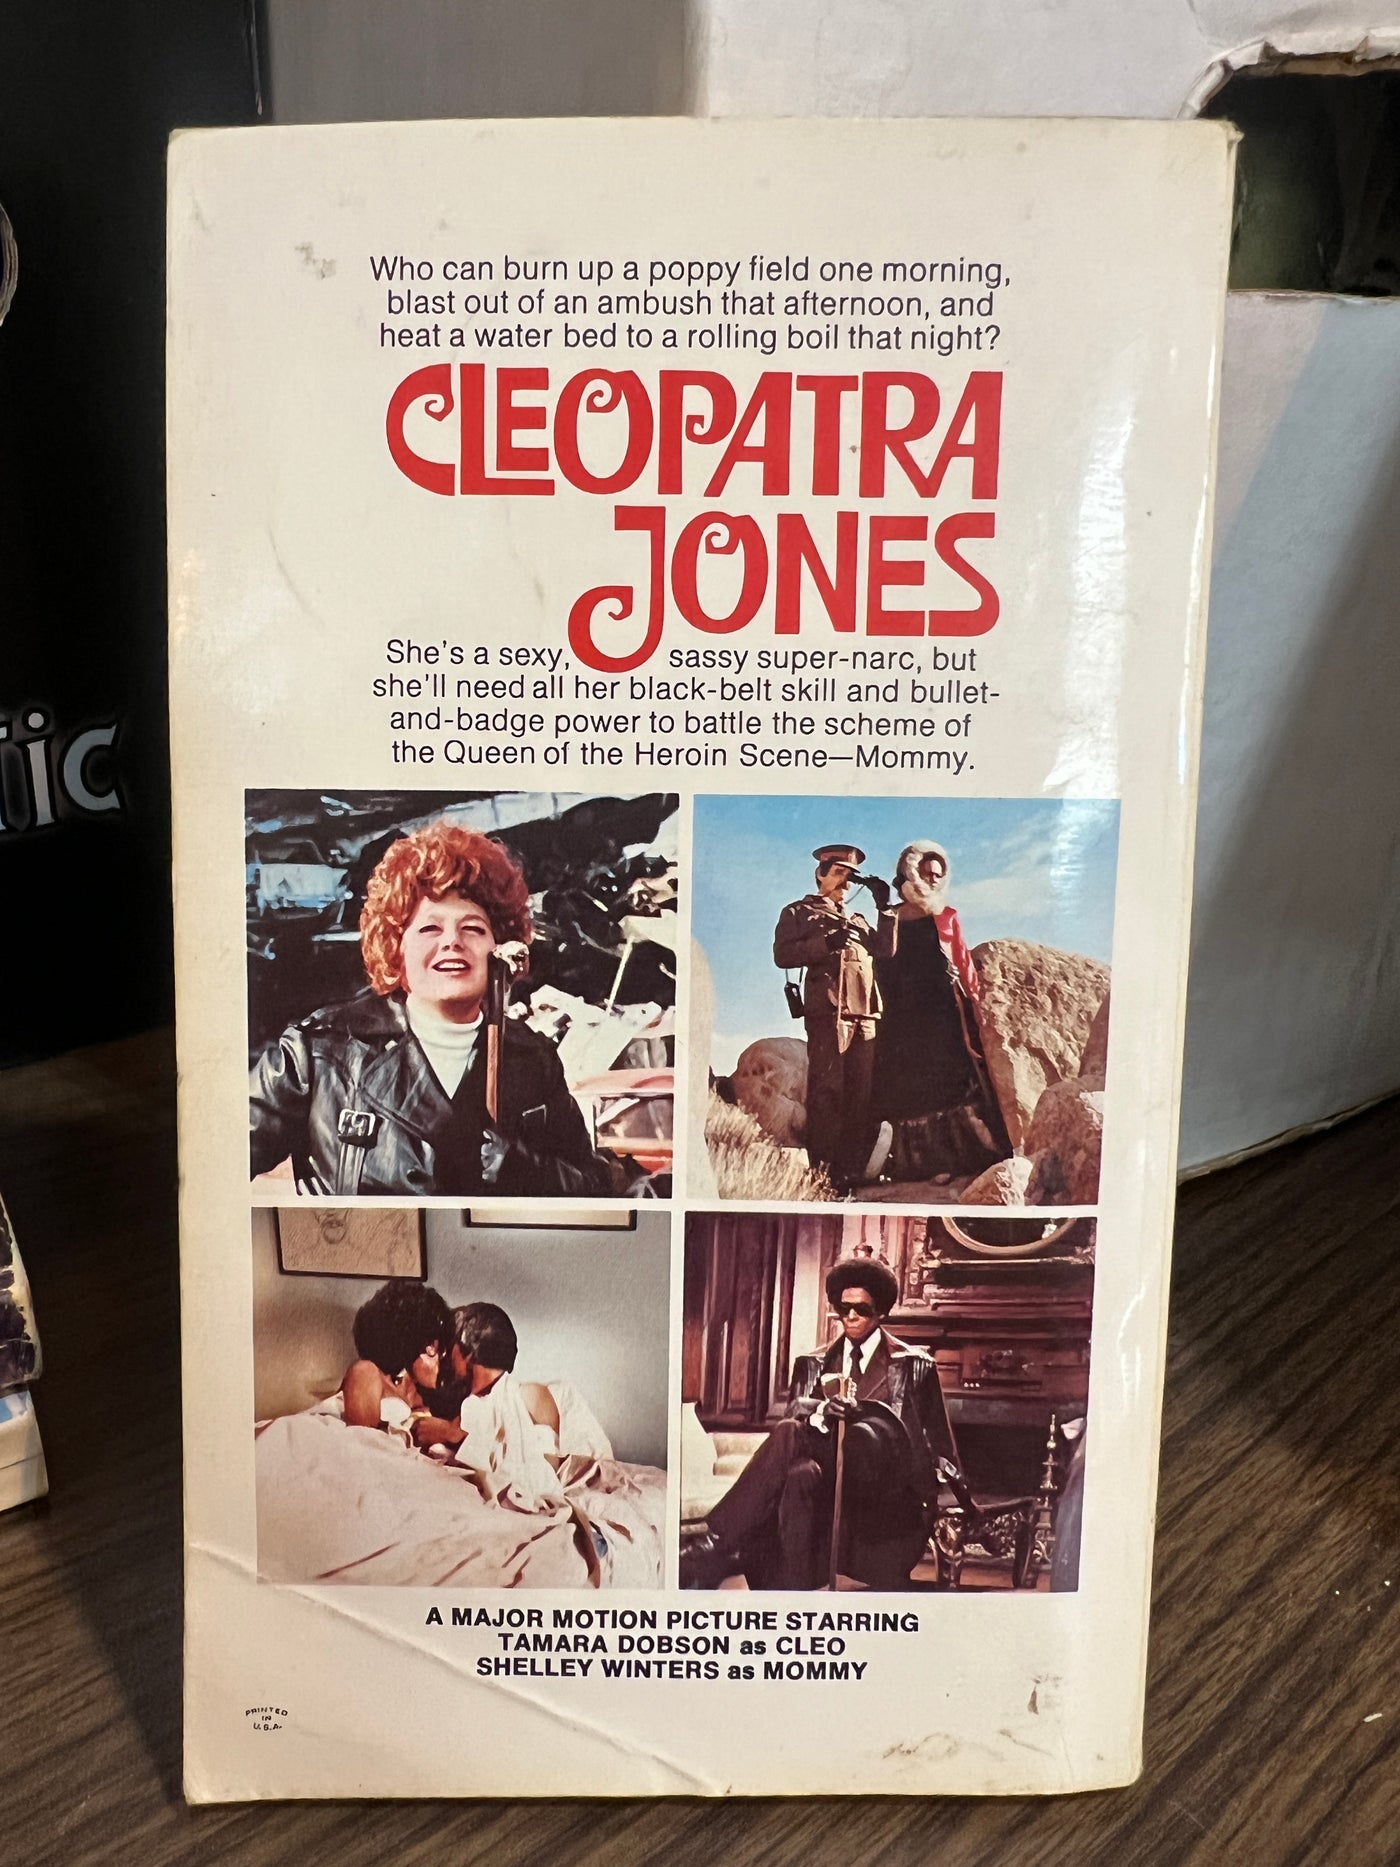 Who can burn up a poppy field one morning,
blast out of an ambush that afternoon, and
heat a water bed to a rolling boil that night?
CLEOPATRA
JONES
She's a sexy, sassy super-narc, but
she'll need all her black-belt skill and bullet-
and-badge power to battle the scheme of
the Queen of the Heroin Scene—Mommy.
A MAJOR MOTION PICTURE STARRING
TAMARA DOBSON as CLEO
SHELLEY WINTERS as MOMMY
PRINTED
IN
U.S.A.
tic